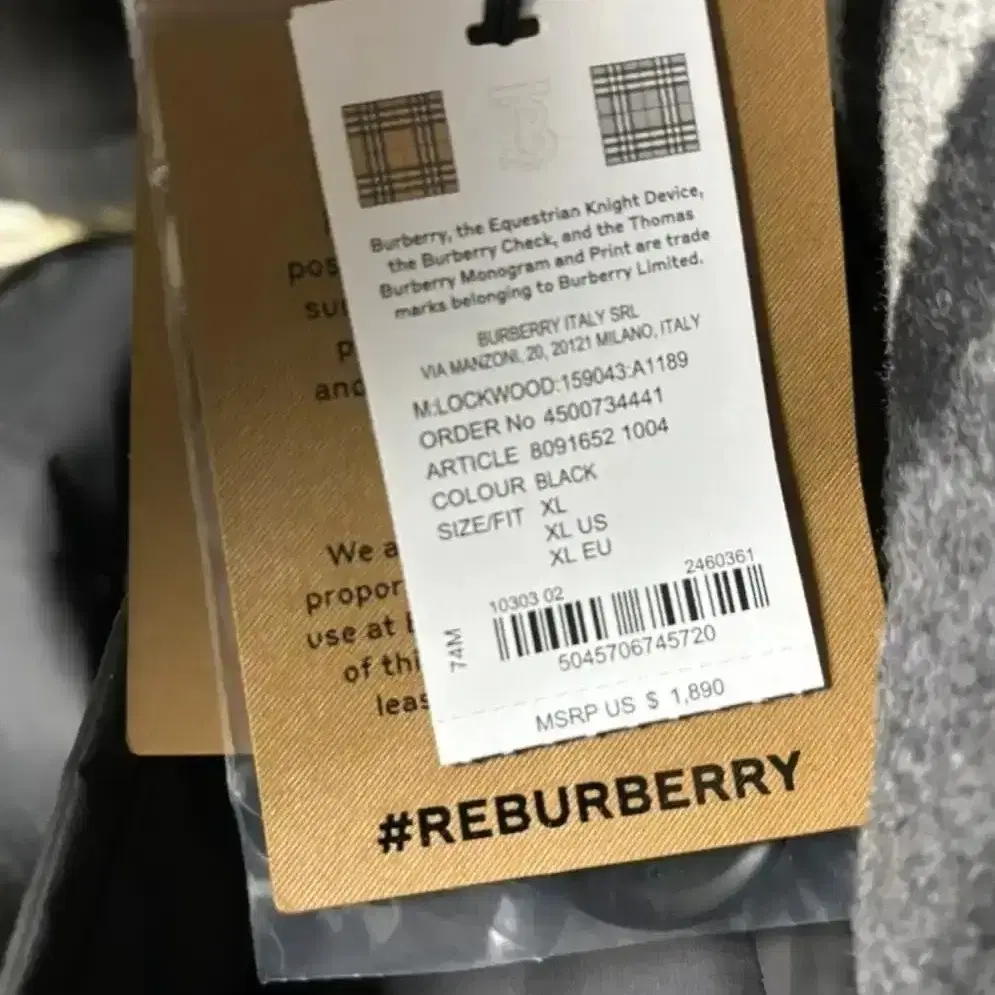 Burberry, the Equestrian Knight Device,
the Burberry Check, and the Thomas
Burberry Monogram and Print are trade
marks belonging to Burberry Limited.
BURBERRY ITALY SRL
VIA MANZONI, 20, 20121 MILANO, ITALY
M:LOCKWOOD:159043:A1189
ORDER No 4500734441
ARTICLE 8091652 1004
COLOUR BLACK
SIZE/FIT XL
XL US
XL EU
10303 02 2460361
74M
5045706745720
MSRP US $ 1,890
and
We a
propor
use at
of thi
leas
#REBURBERRY